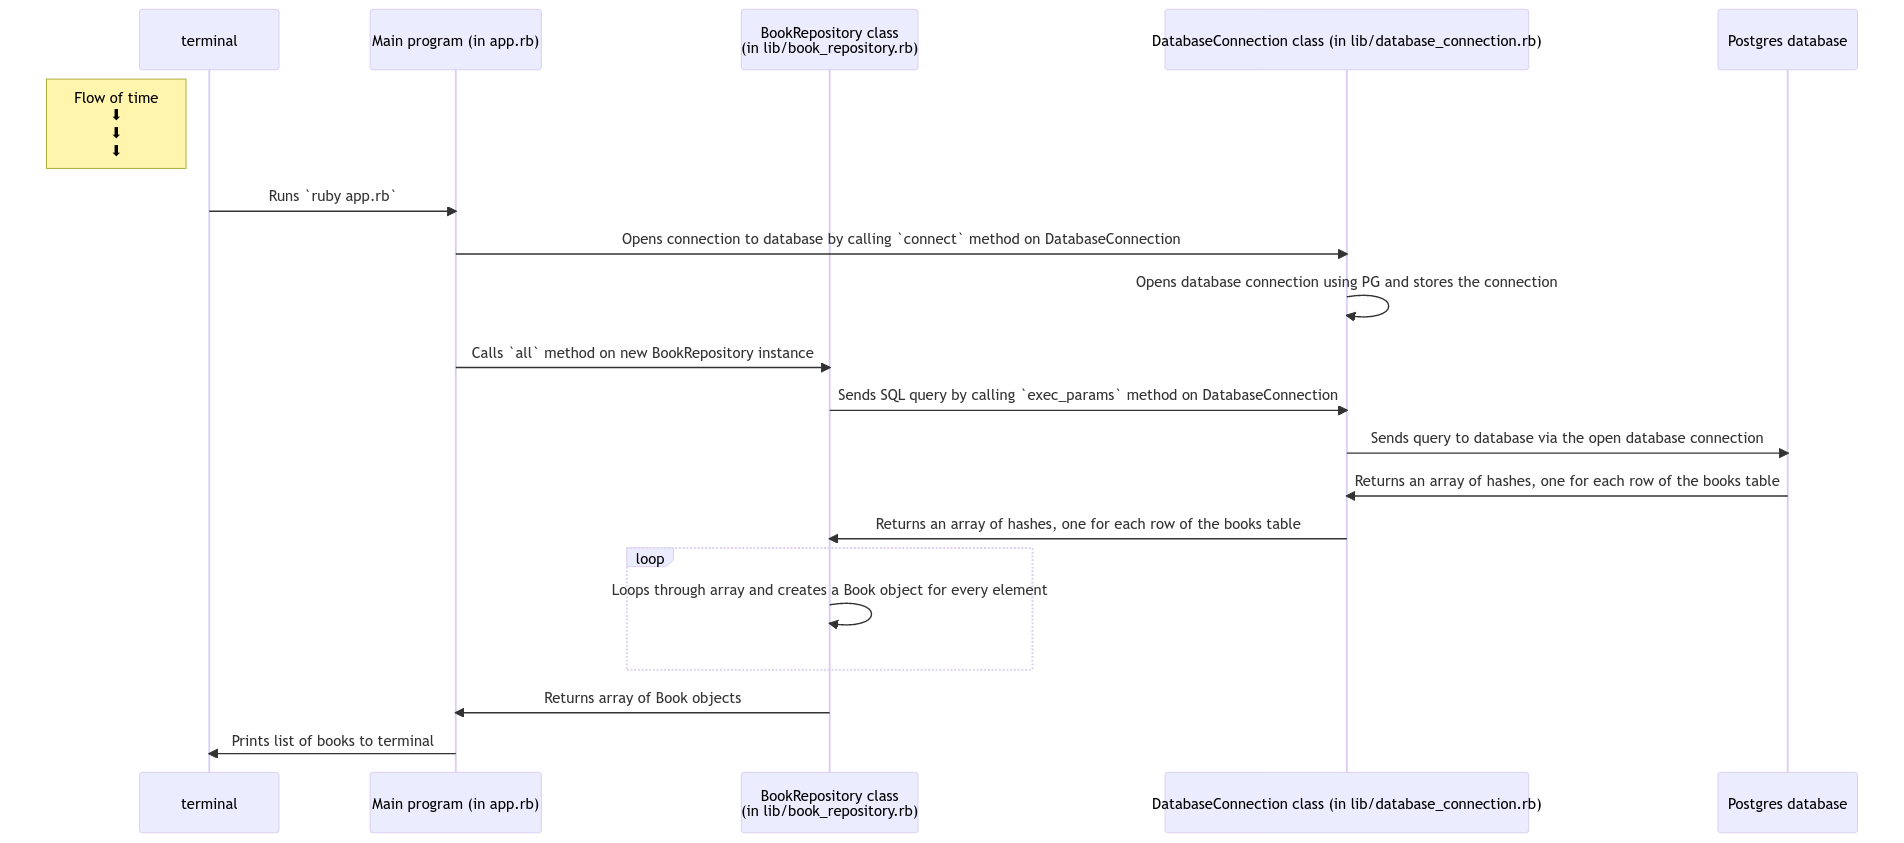 terminal
Main program (in app.rb)
BookRepository class
(in lib/book_repository.rb)
DatabaseConnection class (in lib/database_connection.rb)
Postgres database
Flow of time
⬇
⬇
⬇
Runs `ruby app.rb`
Opens connection to database by calling `connect` method on DatabaseConnection
Opens database connection using PG and stores the connection
Calls `all` method on new BookRepository instance
Sends SQL query by calling `exec_params` method on DatabaseConnection
Sends query to database via the open database connection
Returns an array of hashes, one for each row of the books table
Returns an array of hashes, one for each row of the books table
loop
Loops through array and creates a Book object for every element
Returns array of Book objects
Prints list of books to terminal
terminal
Main program (in app.rb)
BookRepository class
(in lib/book_repository.rb)
DatabaseConnection class (in lib/database_connection.rb)
Postgres database